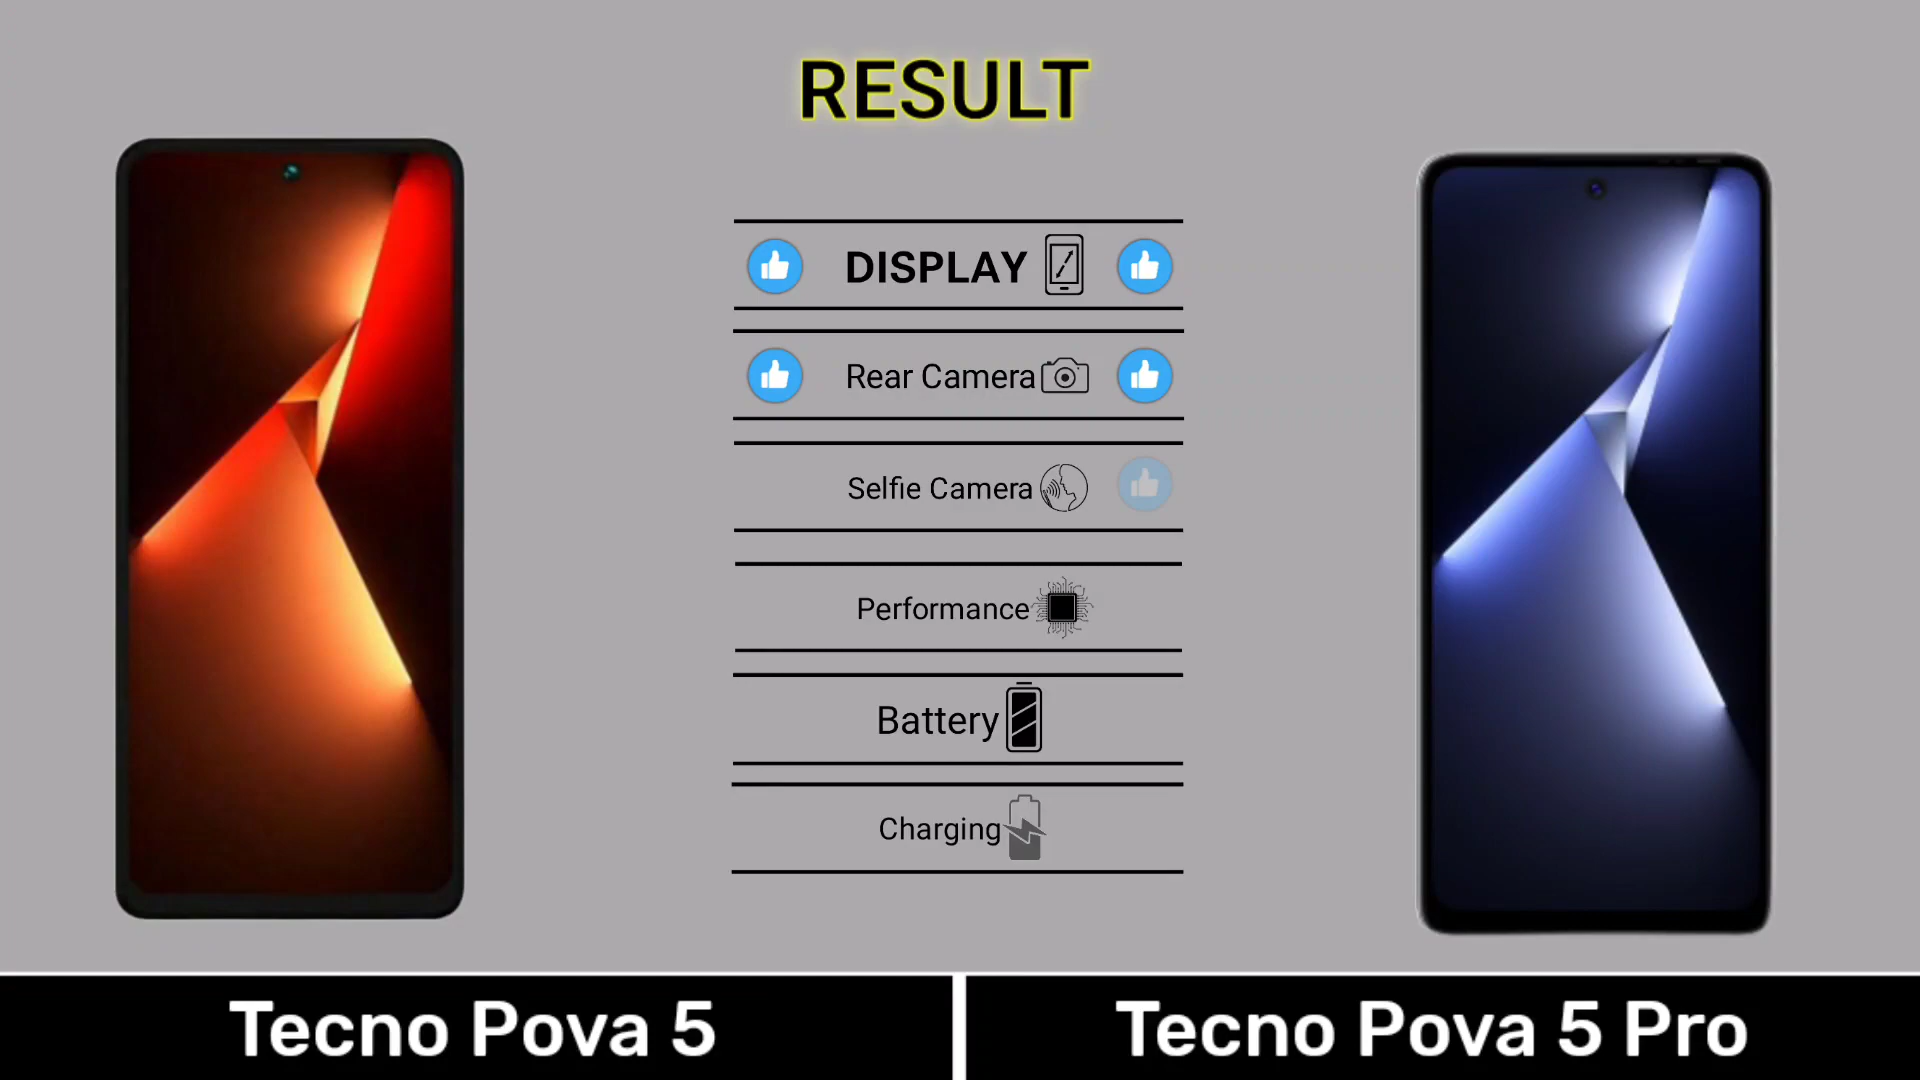 RESULT
DISPLAY
Rear Camera
Selfie Camera
Performance
Battery
Charging
Tecno Pova 5
Tecno Pova 5 Pro